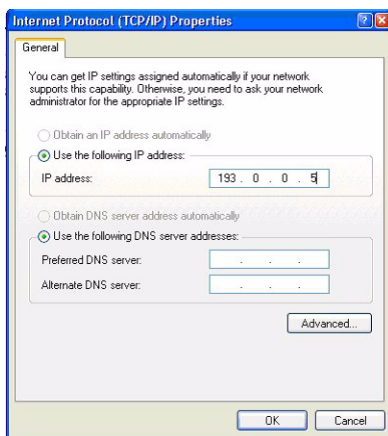 Internet Protocol (TCP/IP) Properties
General
You can get IP settings assigned automatically if your network
supports this capability. Otherwise, you need to ask your network
administrator for the appropriate IP settings.
Obtain an IP address automatically
Use the following IP address:
IP address: 193 . 0 . 0 . 5
Obtain DNS server address automatically
Use the following DNS server addresses:
Preferred DNS server: . . .
Alternate DNS server: . . .
Advanced...
OK Cancel